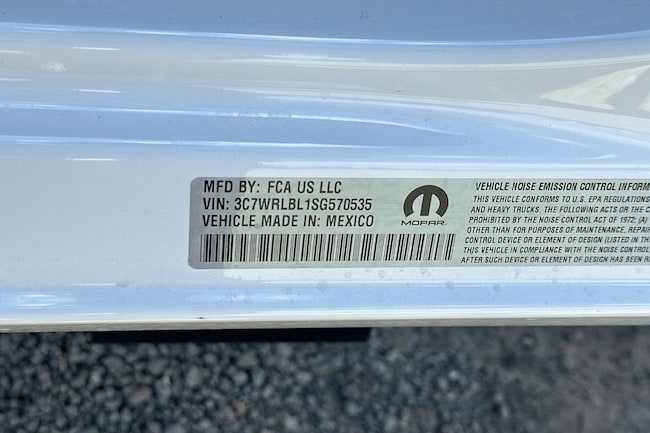 MFD BY: FCA US LLC
VIN: 3C7WRLBL1SG570535
VEHICLE MADE IN: MEXICO
MOPAR
VEHICLE NOISE EMISSION CONTROL INFORM
THIS VEHICLE CONFORMS TO U.S. EPA REGULATIONS
AND HEAVY TRUCKS. THE FOLLOWING ACTS OR THE C
PROHIBITED BY THE NOISE CONTROL ACT OF 1972: (A)
OTHER THAN FOR PURPOSES OF MAINTENANCE, REPAIR
CONTROL DEVICE OR ELEMENT OF DESIGN (LISTED IN TH
THIS VEHICLE IN COMPLIANCE WITH THE NOISE CONTROL
AFTER SUCH DEVICE OR ELEMENT OF DESIGN HAS BEEN RE